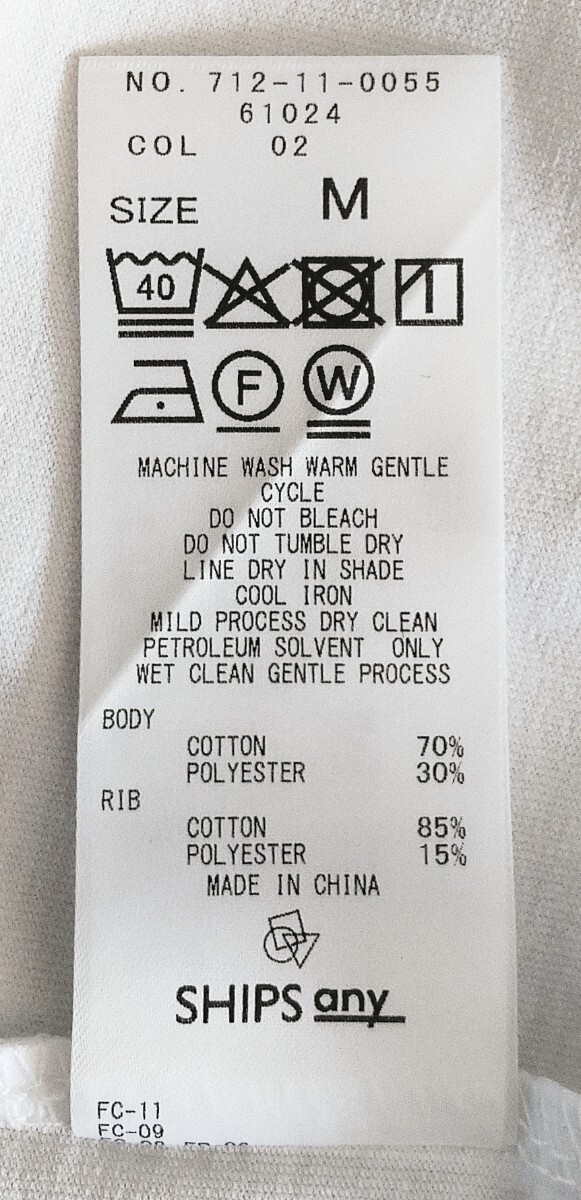 NO. 712-11-0055
61024
COL 02
SIZE M
40
F W
MACHINE WASH WARM GENTLE
CYCLE
DO NOT BLEACH
DO NOT TUMBLE DRY
LINE DRY IN SHADE
COOL IRON
MILD PROCESS DRY CLEAN
PETROLEUM SOLVENT ONLY
WET CLEAN GENTLE PROCESS
BODY
COTTON 70%
POLYESTER 30%
RIB
COTTON 85%
POLYESTER 15%
MADE IN CHINA
SHIPS any
FC-11
FC-09